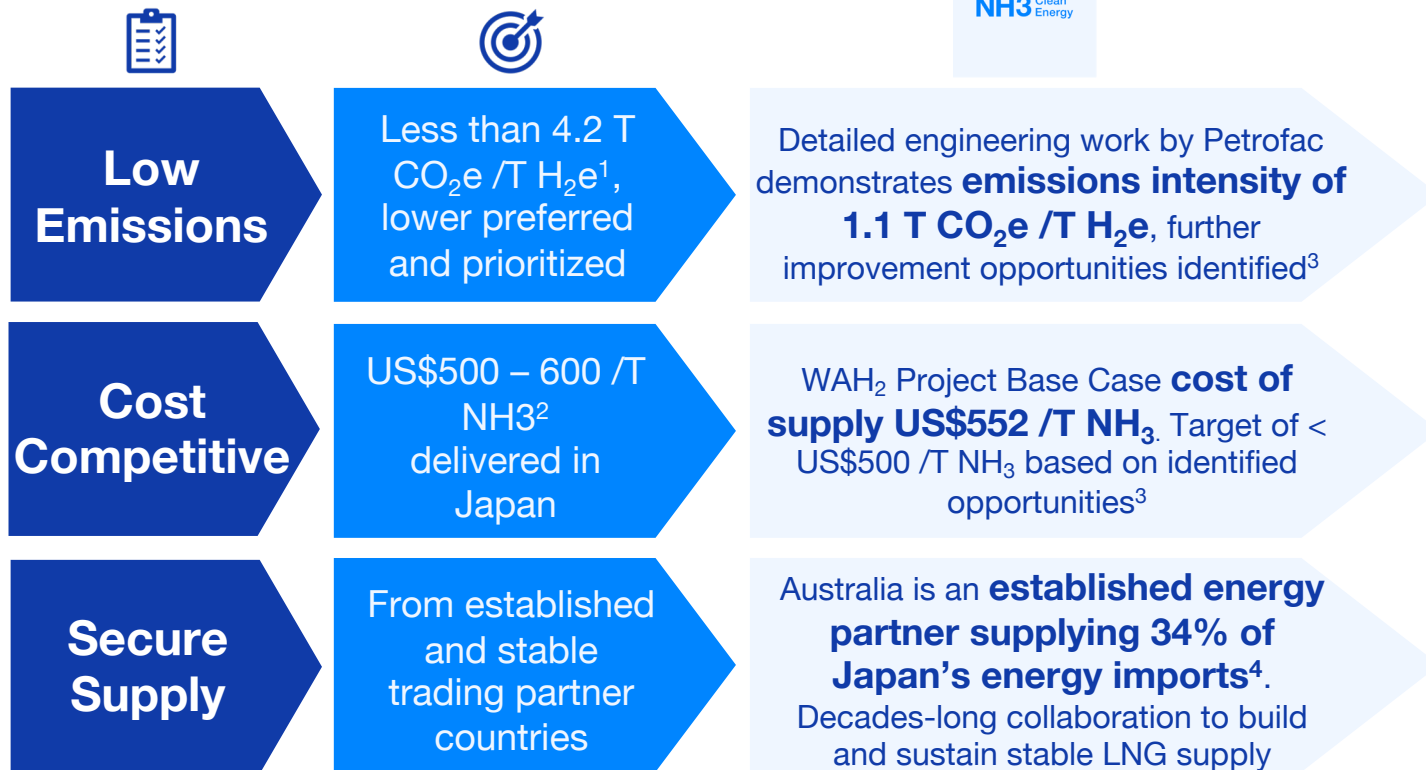 NH3 Clean
Energy
Low
Emissions
Less than 4.2 T
CO₂e /T H₂e¹,
lower preferred
and prioritized
Detailed engineering work by Petrofac
demonstrates emissions intensity of
1.1 T CO₂e /T H₂e, further
improvement opportunities identified³
Cost
Competitive
US$500 – 600 /T
NH3²
delivered in
Japan
WAH₂ Project Base Case cost of
supply US$552 /T NH₃. Target of <
US$500 /T NH₃ based on identified
opportunities³
Secure
Supply
From established
and stable
trading partner
countries
Australia is an established energy
partner supplying 34% of
Japan’s energy imports⁴.
Decades-long collaboration to build
and sustain stable LNG supply